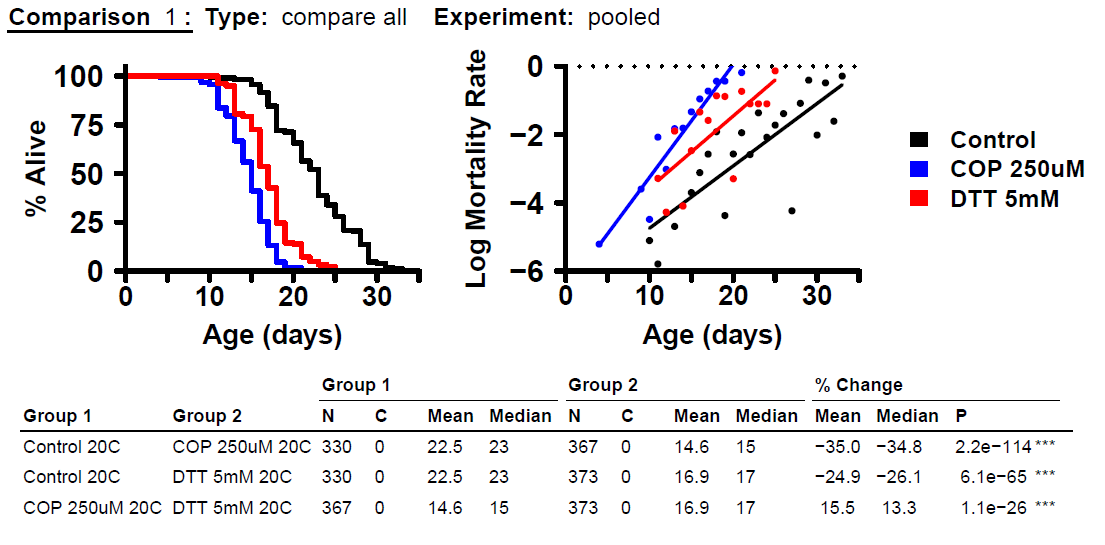 Comparison 1 : Type: compare all Experiment: pooled
100
75
50
25
0
% Alive
0 10 20 30
Age (days)
0
−2
−4
−6
Log Mortality Rate
0 10 20 30
Age (days)
Control
COP 250uM
DTT 5mM
Group 1 Group 2 % Change
Group 1 Group 2 N C Mean Median N C Mean Median Mean Median P
Control 20C COP 250uM 20C 330 0 22.5 23 367 0 14.6 15 −35.0 −34.8 2.2e−114 ***
Control 20C DTT 5mM 20C 330 0 22.5 23 373 0 16.9 17 −24.9 −26.1 6.1e−65 ***
COP 250uM 20C DTT 5mM 20C 367 0 14.6 15 373 0 16.9 17 15.5 13.3 1.1e−26 ***